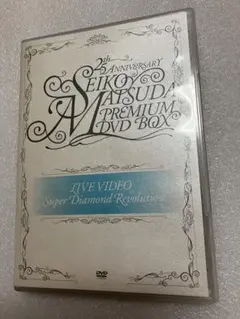 25th ANNIVERSARY
SEIKO
MATSUDA
PREMIUM
DVD BOX
LIVE VIDEO
Super Diamond Revolution
DVD